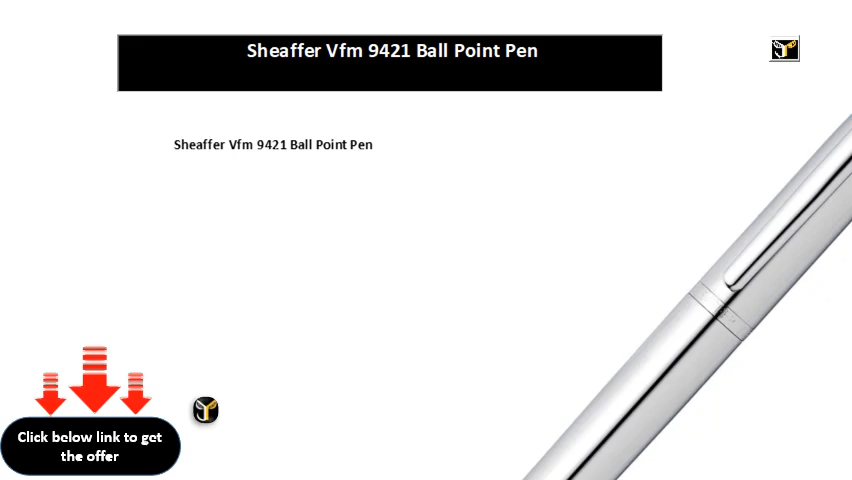 Sheaffer Vfm 9421 Ball Point Pen
Sheaffer Vfm 9421 Ball Point Pen
Click below link to get
the offer